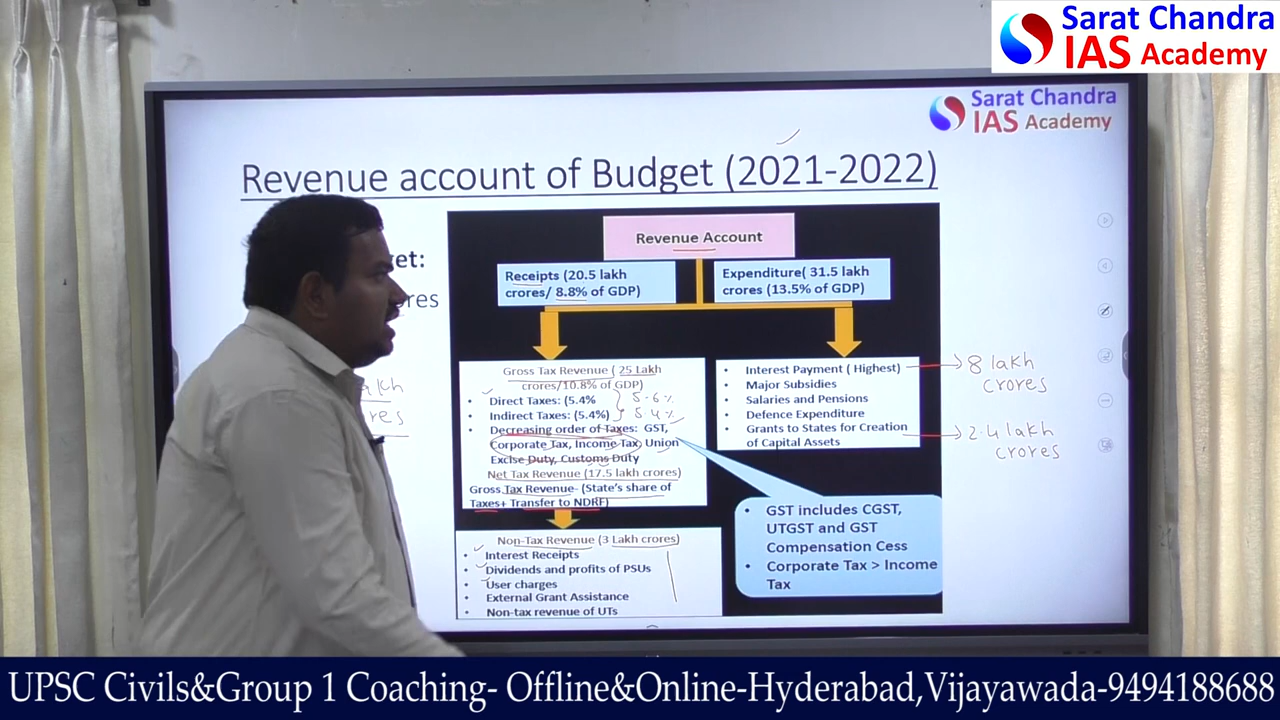 Sarat Chandra
IAS Academy
Sarat Chandra
IAS Academy
Revenue account of Budget (2021-2022)
Revenue Account
Receipts (20.5 lakh
crores/ 8.8% of GDP)
Expenditure( 31.5 lakh
crores (13.5% of GDP)
Gross Tax Revenue ( 25 Lakh
crores/10.8% of GDP)
• Direct Taxes: (5.4% 5.6%
• Indirect Taxes: (5.4%) 5.4%
• Decreasing order of Taxes: GST,
Corporate Tax, Income Tax, Union
Excise Duty, Customs Duty
Net Tax Revenue (17.5 lakh crores)
Gross Tax Revenue- (State's share of
Taxes+ Transfer to NDRF)
Non-Tax Revenue (3 Lakh crores)
• Interest Receipts
• Dividends and profits of PSUs
• User charges
• External Grant Assistance
• Non-tax revenue of UTs
• Interest Payment ( Highest)
• Major Subsidies
• Salaries and Pensions
• Defence Expenditure
• Grants to States for Creation
of Capital Assets
8 lakh
crores
2.4 lakh
crores
• GST includes CGST,
UTGST and GST
Compensation Cess
• Corporate Tax > Income
Tax
UPSC Civils&Group 1 Coaching- Offline&Online-Hyderabad,Vijayawada-9494188688